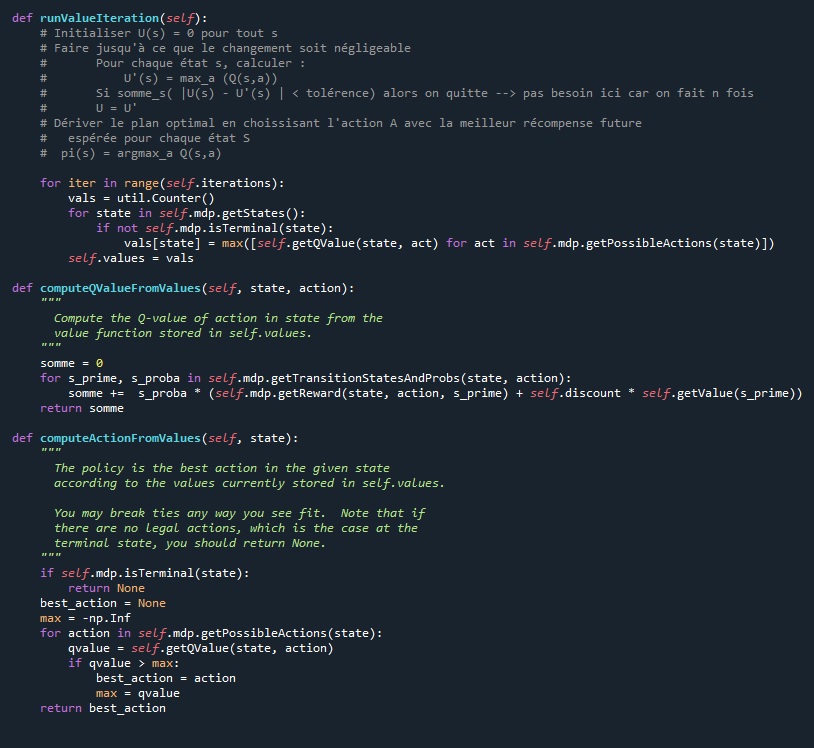 def runValueIteration(self):
# Initialiser U(s) = 0 pour tout s
# Faire jusqu'à ce que le changement soit négligeable
# Pour chaque état s, calculer :
# U'(s) = max_a (Q(s,a))
# Si somme_s( |U(s) - U'(s) | < tolérence) alors on quitte --> pas besoin ici car on fait n fois
# U = U'
# Dériver le plan optimal en choissisant l'action A avec la meilleur récompense future
# espérée pour chaque état S
# pi(s) = argmax_a Q(s,a)
for iter in range(self.iterations):
vals = util.Counter()
for state in self.mdp.getStates():
if not self.mdp.isTerminal(state):
vals[state] = max([self.getQValue(state, act) for act in self.mdp.getPossibleActions(state)])
self.values = vals
def computeQValueFromValues(self, state, action):
"""
Compute the Q-value of action in state from the
value function stored in self.values.
"""
somme = 0
for s_prime, s_proba in self.mdp.getTransitionStatesAndProbs(state, action):
somme += s_proba * (self.mdp.getReward(state, action, s_prime) + self.discount * self.getValue(s_prime))
return somme
def computeActionFromValues(self, state):
"""
The policy is the best action in the given state
according to the values currently stored in self.values.
You may break ties any way you see fit. Note that if
there are no legal actions, which is the case at the
terminal state, you should return None.
"""
if self.mdp.isTerminal(state):
return None
best_action = None
max = -np.Inf
for action in self.mdp.getPossibleActions(state):
qvalue = self.getQValue(state, action)
if qvalue > max:
best_action = action
max = qvalue
return best_action